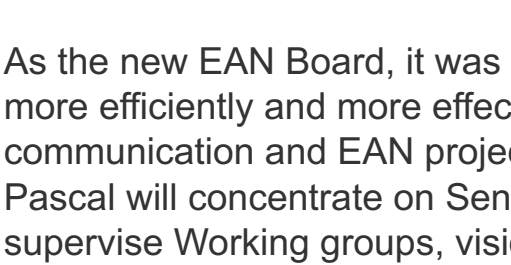 As the new EAN Board, it was
more efficiently and more effec
communication and EAN projec
Pascal will concentrate on Sen
supervise Working groups, visi